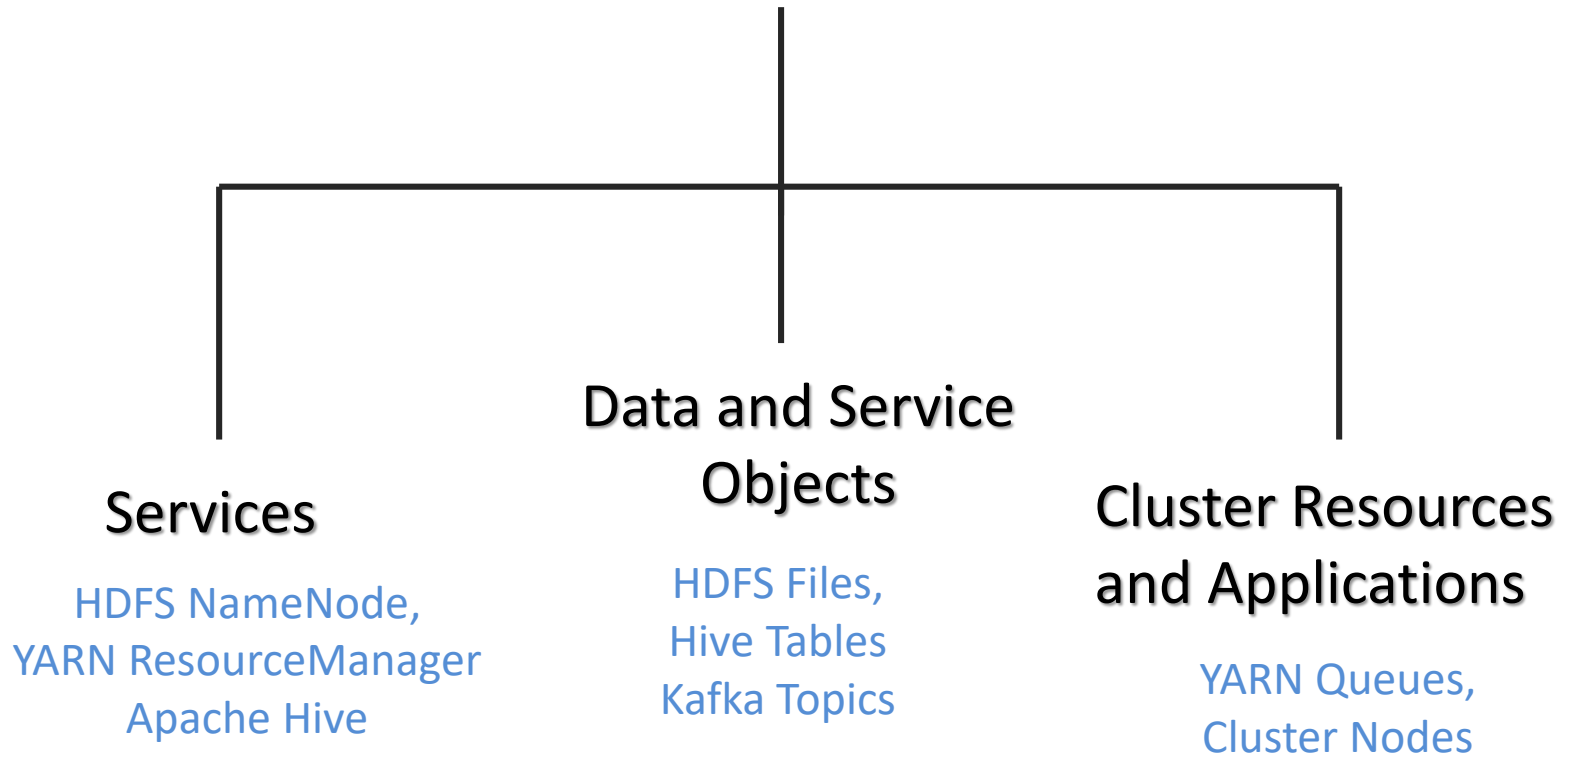 Services
HDFS NameNode,
YARN ResourceManager
Apache Hive
Data and Service
Objects
HDFS Files,
Hive Tables
Kafka Topics
Cluster Resources
and Applications
YARN Queues,
Cluster Nodes